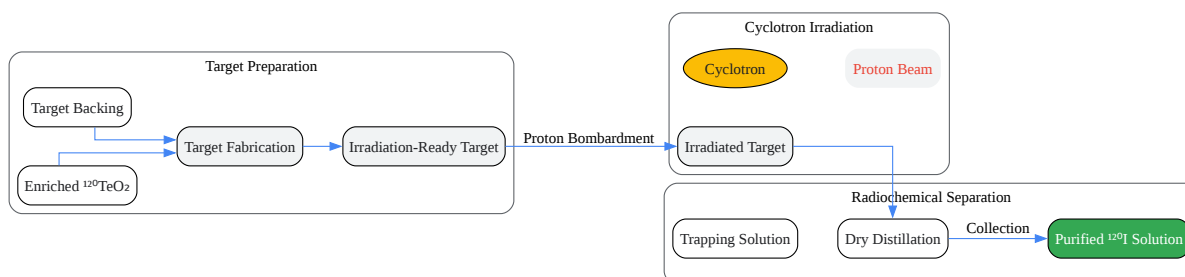 Cyclotron Irradiation
Cyclotron
Proton Beam
Target Preparation
Target Backing
Target Fabrication
Irradiation-Ready Target
Proton Bombardment
Irradiated Target
Enriched ¹²⁰TeO₂
Radiochemical Separation
Trapping Solution
Dry Distillation
Collection
Purified ¹²⁰I Solution